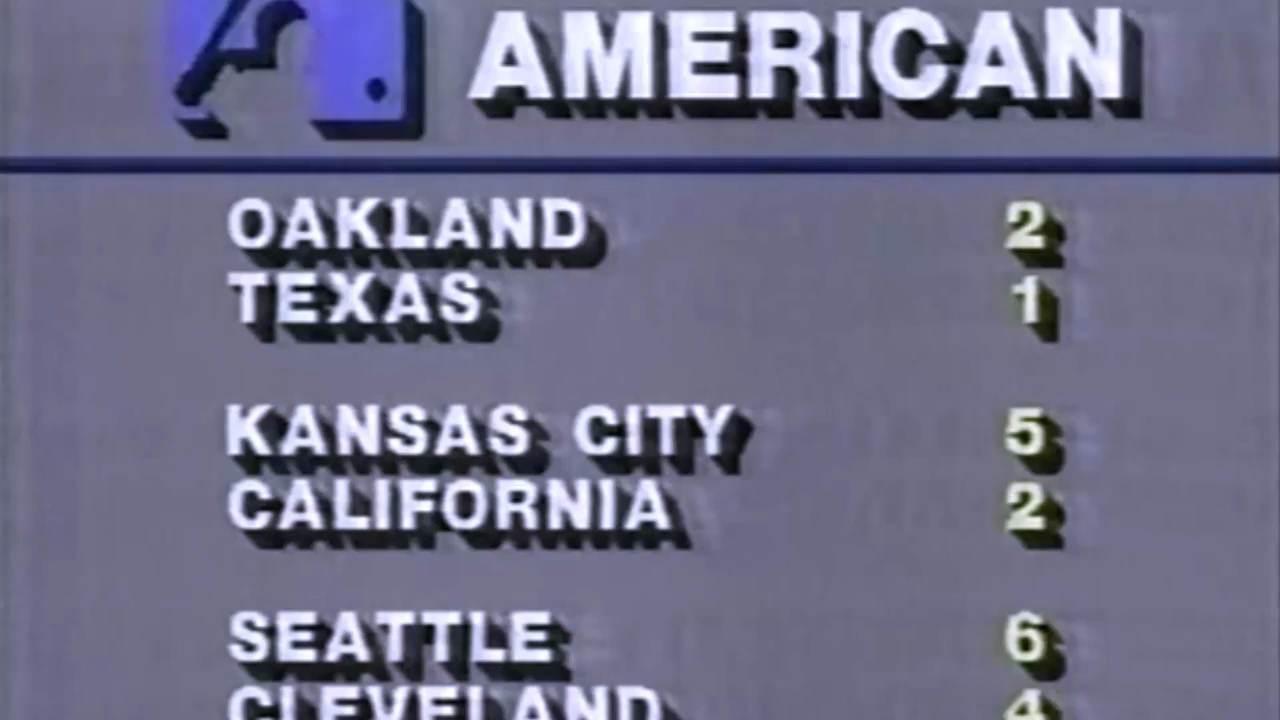 AMERICAN
OAKLAND 2
TEXAS 1
KANSAS CITY 5
CALIFORNIA 2
SEATTLE 6
CLEVELAND 4